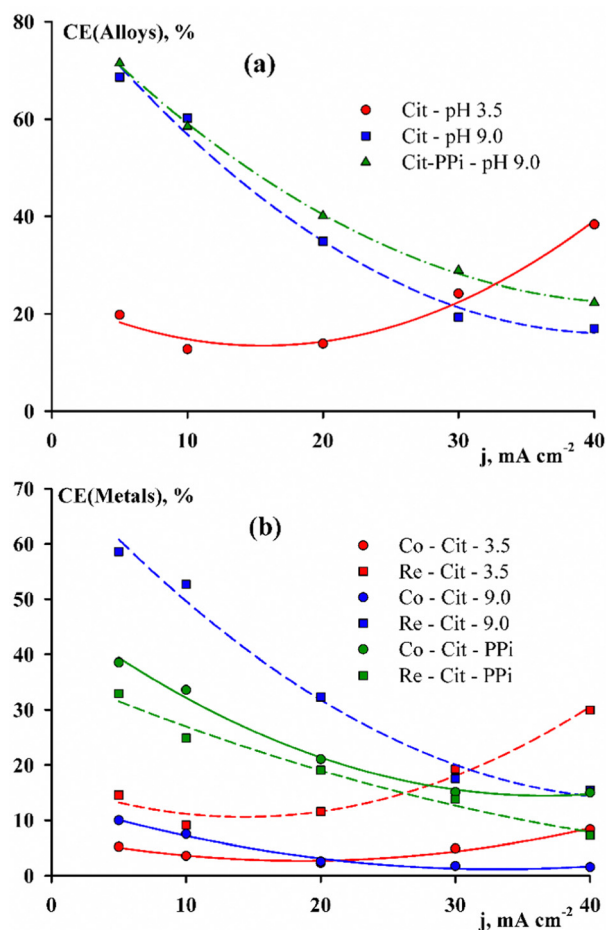 80
CE(Alloys), %
(a)
60
Cit - pH 3.5
Cit - pH 9.0
Cit-PPi - pH 9.0
40
20
0
0 10 20 30 40
j, mA cm-2
70
CE(Metals), %
(b)
60
Co - Cit - 3.5
Re - Cit - 3.5
50
Co - Cit - 9.0
Re - Cit - 9.0
40
Co - Cit - PPi
Re - Cit - PPi
30
20
10
0
0 10 20 30 40
j, mA cm-2